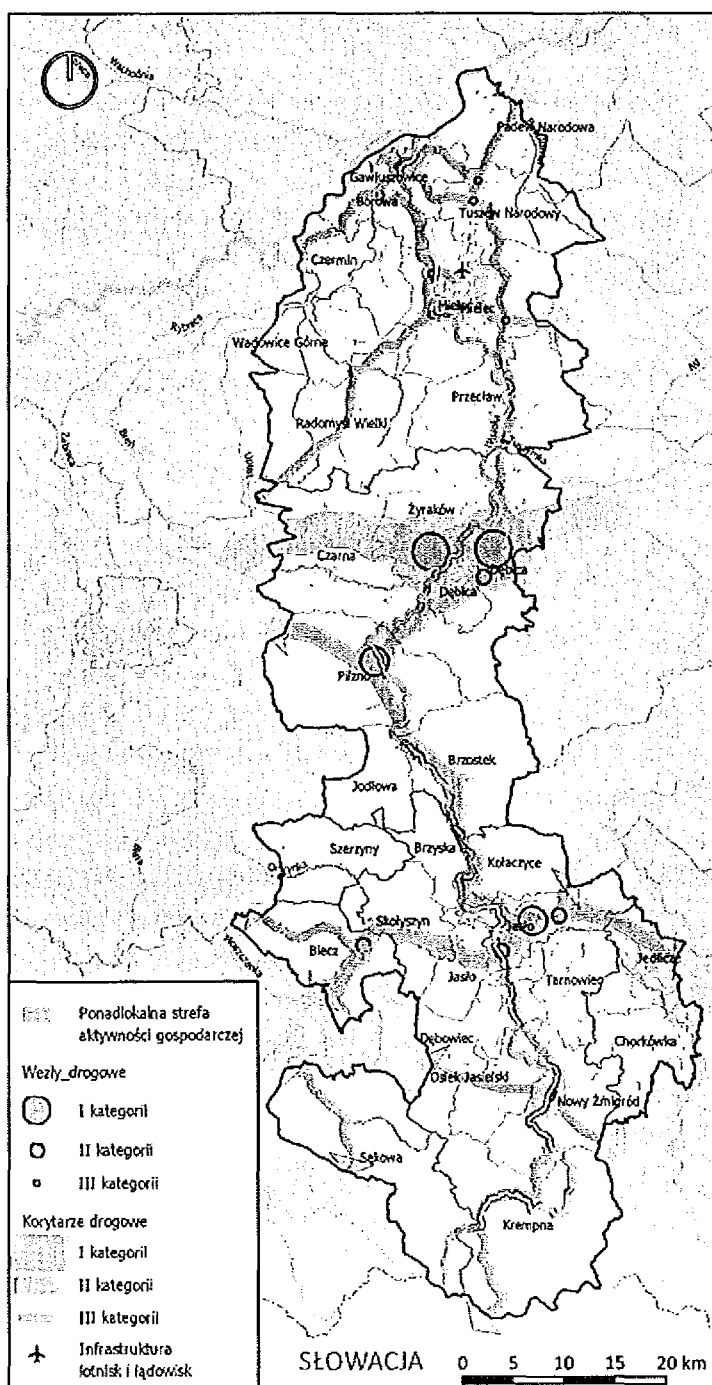 Wschodnia
Padew Narodowa
Gawłuszowice
Borowa
Tuszów Narodowy
Czermin
Mielec
Wadowice Górne
Przecław
Radomyśl Wielki
Breń
Żyraków
Czarna
Dębica
Dębica
Pilzno
Brzostek
Jodłowa
Szerzyny
Brzyska
Kołaczyce
Skołyszyn
Jasło
Biecz
Jasło
Tarnowiec
Jedlicze
Dębowiec
Chorkówka
Osiek Jasielski
Nowy Żmigród
Sękowa
Krempna
Ponadlokalna strefa
aktywności gospodarczej
Wezly_drogowe
I kategorii
II kategorii
III kategorii
Korytarze drogowe
I kategorii
II kategorii
III kategorii
Infrastruktura
lotnisk i lądowisk
SŁOWACJA
0 5 10 15 20 km